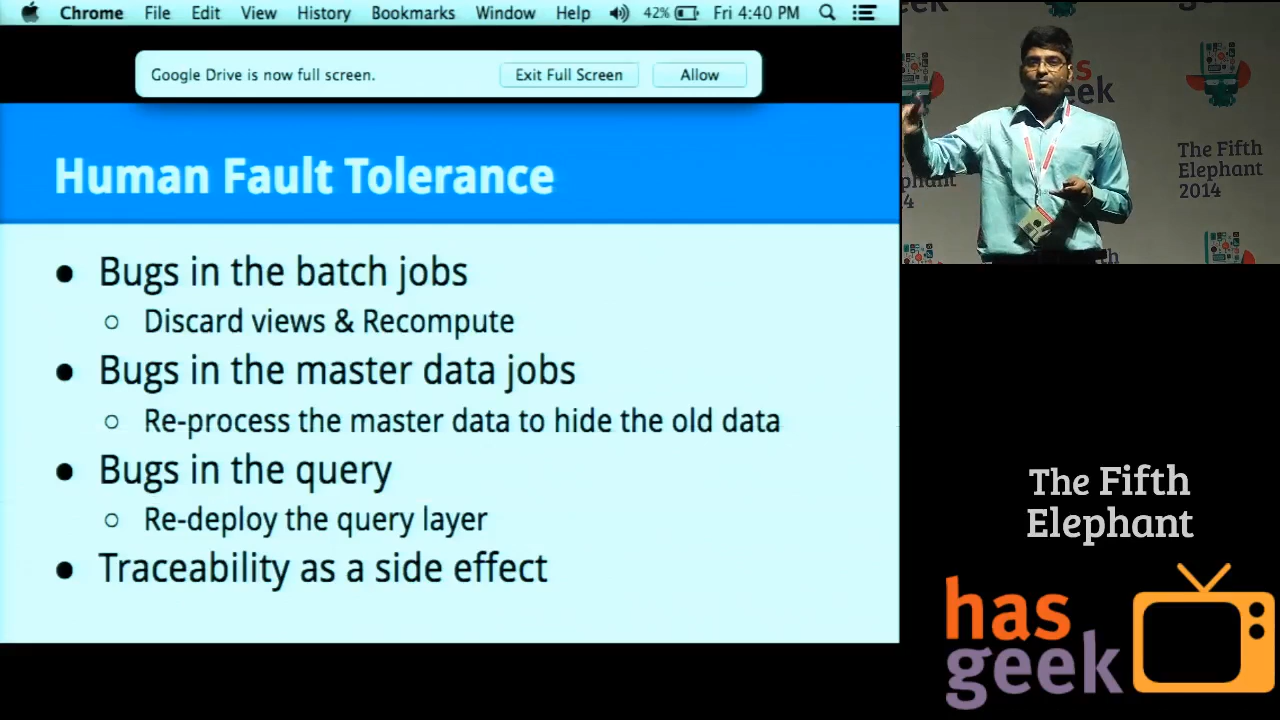 Chrome File Edit View History Bookmarks Window Help 42% Fri 4:40 PM
Google Drive is now full screen. Exit Full Screen Allow
Human Fault Tolerance
● Bugs in the batch jobs
○ Discard views & Recompute
● Bugs in the master data jobs
○ Re-process the master data to hide the old data
● Bugs in the query
○ Re-deploy the query layer
● Traceability as a side effect
has
geek
The Fifth
Elephant
2014
The Fifth
Elephant
has
geek